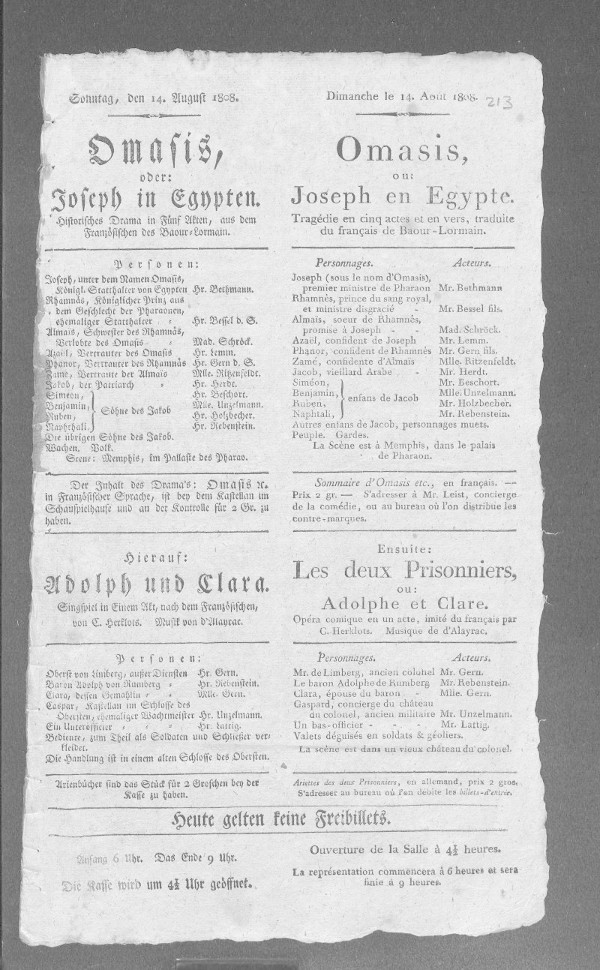 Sonntag, den 14. August 1808.
Omasis,
oder:
Joseph in Egypten.
Historisches Drama in Fünf Akten, aus dem
Französischen des Baour-Lormain.
Personen:
Joseph, unter dem Namen Omasis,
Königl. Statthalter von Egypten Hr. Bethmann.
Rhamnés, Königlicher Prinz aus
dem Geschlecht der Pharaonen,
ehemaliger Statthalter - Hr. Bessel d. S.
Almais, Schwester des Rhamnés,
Verlobte des Omasis - Mad. Schröck.
Azaël, Vertrauter des Omasis Hr. Lemm.
Phanor, Vertrauter des Rhamnés Hr. Gern d. S.
Zame, Vertraute der Almais Mlle. Bitzenfeldt.
Jakob, der Patriarch - Hr. Herdt.
Simeon, Hr. Beschort.
Benjamin, Söhne des Jakob Mlle. Unzelmann.
Ruben, Hr. Holzbecher.
Naphthali, Hr. Rebenstein.
Die übrigen Söhne des Jakob.
Wachen. Volk.
Scene: Memphis, im Pallaste des Pharao.
Der Inhalt des Drama's: Omasis ꝛc.
in Französischer Sprache, ist bey dem Kastellan im
Schauspielhause und an der Kontrolle für 2 Gr. zu
haben.
Hierauf:
Adolph und Clara.
Singspiel in Einem Akt, nach dem Französischen,
von C. Herklots. Musik von d'Alayrac.
Personen:
Oberst von Limberg, außer Diensten Hr. Gern.
Baron Adolph von Rumberg - Hr. Rebenstein.
Clara, dessen Gemahlin - - Mlle. Gern.
Caspar, Kastellan im Schlosse des
Obersten, ehemaliger Wachtmeister Hr. Unzelmann.
Ein Unterofficier - - Hr. Lattig.
Bediente, zum Theil als Soldaten und Schließer ver-
kleidet.
Die Handlung ist in einem alten Schlosse des Obersten.
Arienbücher sind das Stück für 2 Groschen bey der
Kasse zu haben.
Dimanche le 14. Août 1808.
213
Omasis,
ou:
Joseph en Egypte.
Tragédie en cinq actes et en vers, traduite
du français de Baour-Lormain.
Personnages. Acteurs.
Joseph (sous le nom d'Omasis),
premier ministre de Pharaon Mr. Bethmann
Rhamnès, prince du sang royal,
et ministre disgracié - Mr. Bessel fils.
Almaïs, soeur de Rhamnès,
promise à Joseph - - Mad. Schröck.
Azaël, confident de Joseph Mr. Lemm.
Phanor, confident de Rhamnès Mr. Gern fils.
Zamé, confidente d'Almaïs Mlle. Bitzenfeldt.
Jacob, vieillard Arabe - Mr. Herdt.
Siméon, Mr. Beschort.
Benjamin, enfans de Jacob Mlle. Unzelmann.
Ruben, Mr. Holzbecher.
Naphtali, Mr. Rebenstein.
Autres enfans de Jacob, personnages muets.
Peuple. Gardes.
La Scène est à Memphis, dans le palais
de Pharaon.
Sommaire d'Omasis etc., en français. —
Prix 2 gr. — S'adresser à Mr. Leist, concierge
de la comédie, ou au bureau où l'on distribue les
contre-marques.
Ensuite:
Les deux Prisonniers,
ou:
Adolphe et Clare.
Opéra comique en un acte, imité du français par
C. Herklots. Musique de d'Alayrac.
Personnages. Acteurs.
Mr. de Limberg, ancien colonel Mr. Gern.
Le baron Adolphe de Rumberg Mr. Rebenstein.
Clara, épouse du baron - Mlle. Gern.
Gaspard, concierge du château
du colonel, ancien militaire Mr. Unzelmann.
Un bas-officier - - - Mr. Lattig.
Valets déguisés en soldats & géoliers.
La scène est dans un vieux château du colonel.
Ariettes des deux Prisonniers, en allemand, prix 2 gros.
S'adresser au bureau où l'on dfoite les billets-d'entrée.
Heute gelten keine Freibillets.
Anfang 6 Uhr. Das Ende 9 Uhr.
Die Kasse wird um 4½ Uhr geöffnet.
Ouverture de la Salle à 4½ heures.
La représentation commencera à 6 heures et sera
finie à 9 heures.